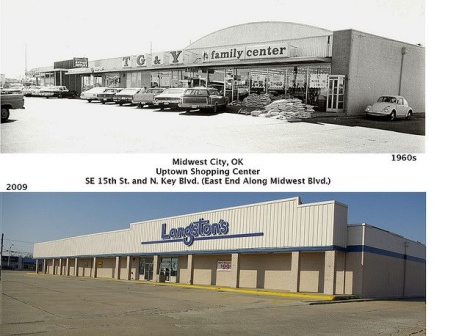 T G & Y family center
Midwest City, OK
1960s
Uptown Shopping Center
SE 15th St. and N. Key Blvd. (East End Along Midwest Blvd.)
2009
Langston's